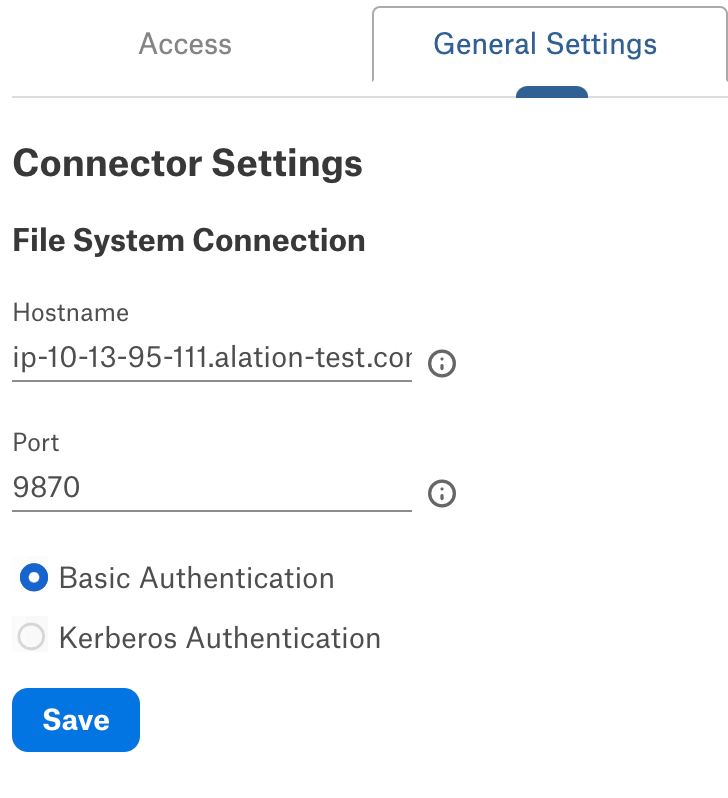 Access
General Settings
Connector Settings
File System Connection
Hostname
ip-10-13-95-111.alation-test.cor
Port
9870
Basic Authentication
Kerberos Authentication
Save